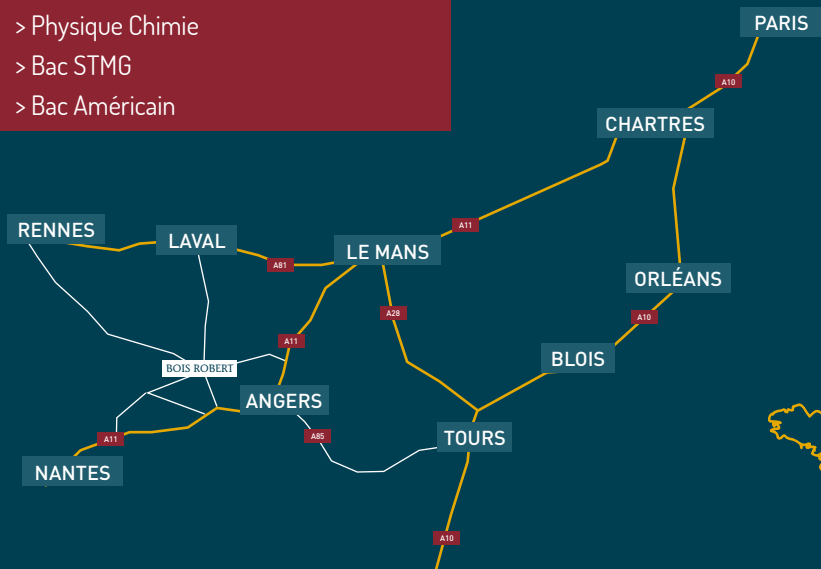 > Physique Chimie
> Bac STMG
> Bac Américain
PARIS
A10
CHARTRES
A11
RENNES
LAVAL
LE MANS
A81
ORLÉANS
A28
A10
A11
BLOIS
BOIS ROBERT
ANGERS
A85
TOURS
A11
NANTES
A10